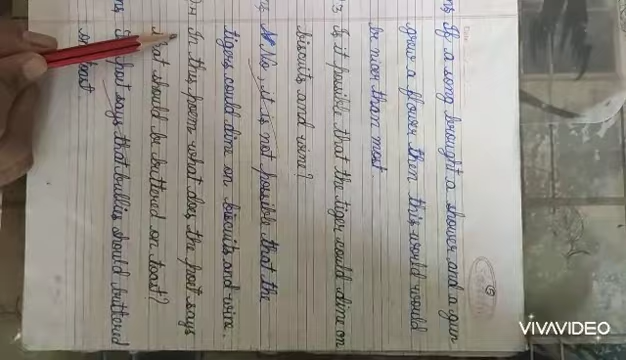 If a song brought a shower and a gun
grew a flower then this world would
be nicer than most.
Is it possible that the tiger could dine on
biscuits and wine?
No, it is not possible that the
tiger could dine on biscuits and wine.
In this poem what does the poet says
that should be buttered on toast?
poet says that bullies should buttered
on toast.
VIVAVIDEO